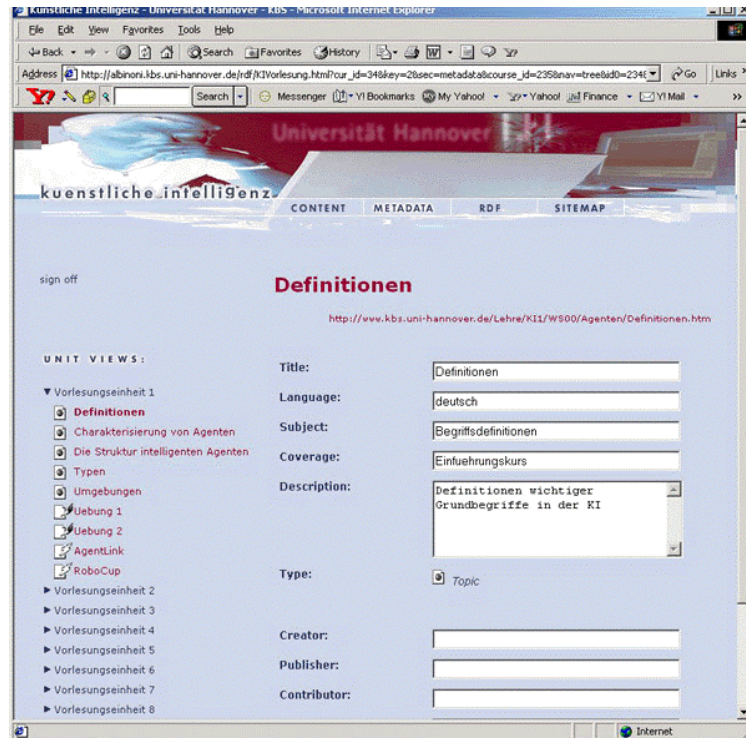 Künstliche Intelligenz - Universität Hannover - KBS - Microsoft Internet Explorer
File Edit View Favorites Tools Help
Back Search Favorites History
Address http://albinoni.kbs.uni-hannover.de/rdf/KIVorlesung.html?cur_id=348&key=2&sec=metadata&course_id=235&nav=tree&id0=234 Go Links »
Y! Search Messenger Y! Bookmarks My Yahoo! Yahoo! Finance Y! Mail »
Universität Hannover
kuenstliche intelligenz
CONTENT METADATA RDF SITEMAP
sign off
Definitionen
http://www.kbs.uni-hannover.de/Lehre/KI1/WS00/Agenten/Definitionen.htm
UNIT VIEWS:
Vorlesungseinheit 1
Definitionen
Charakterisierung von Agenten
Die Struktur intelligenten Agenten
Typen
Umgebungen
Uebung 1
Uebung 2
AgentLink
RoboCup
Vorlesungseinheit 2
Vorlesungseinheit 3
Vorlesungseinheit 4
Vorlesungseinheit 5
Vorlesungseinheit 6
Vorlesungseinheit 7
Vorlesungseinheit 8
Title: Definitionen
Language: deutsch
Subject: Begriffsdefinitionen
Coverage: Einfuehrungskurs
Description: Definitionen wichtiger
Grundbegriffe in der KI
Type: Topic
Creator:
Publisher:
Contributor:
Internet